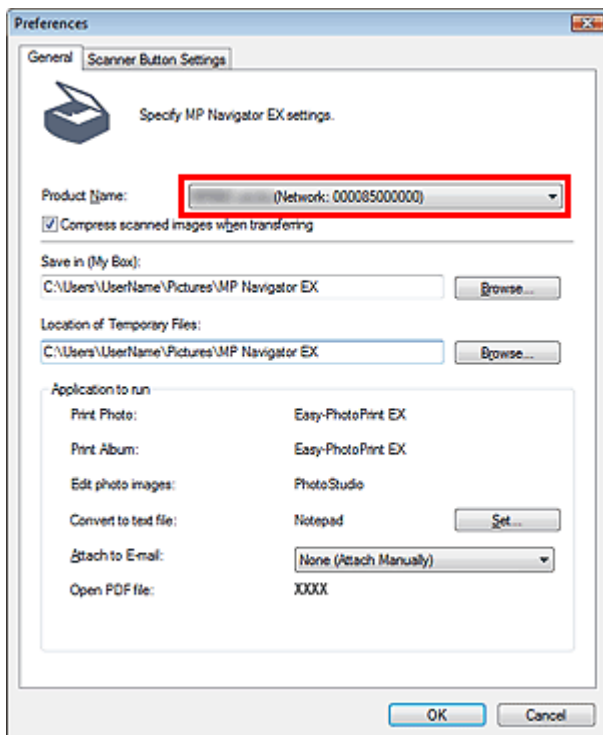 Preferences
General Scanner Button Settings
Specify MP Navigator EX settings.
Product Name: (Network: 000085000000)
Compress scanned images when transferring
Save in (My Box):
C:\Users\UserName\Pictures\MP Navigator EX Browse...
Location of Temporary Files:
C:\Users\UserName\Pictures\MP Navigator EX Browse...
Application to run
Print Photo: Easy-PhotoPrint EX
Print Album: Easy-PhotoPrint EX
Edit photo images: PhotoStudio
Convert to text file: Notepad Set...
Attach to E-mail: None (Attach Manually)
Open PDF file: XXXX
OK Cancel